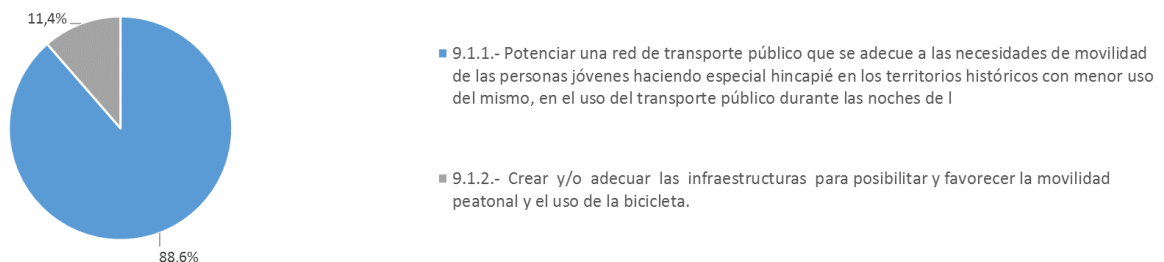 11,4%
9.1.1.- Potenciar una red de transporte público que se adecue a las necesidades de movilidad
de las personas jóvenes haciendo especial hincapié en los territorios históricos con menor uso
del mismo, en el uso del transporte público durante las noches de l
9.1.2.- Crear y/o adecuar las infraestructuras para posibilitar y favorecer la movilidad
peatonal y el uso de la bicicleta.
88,6%